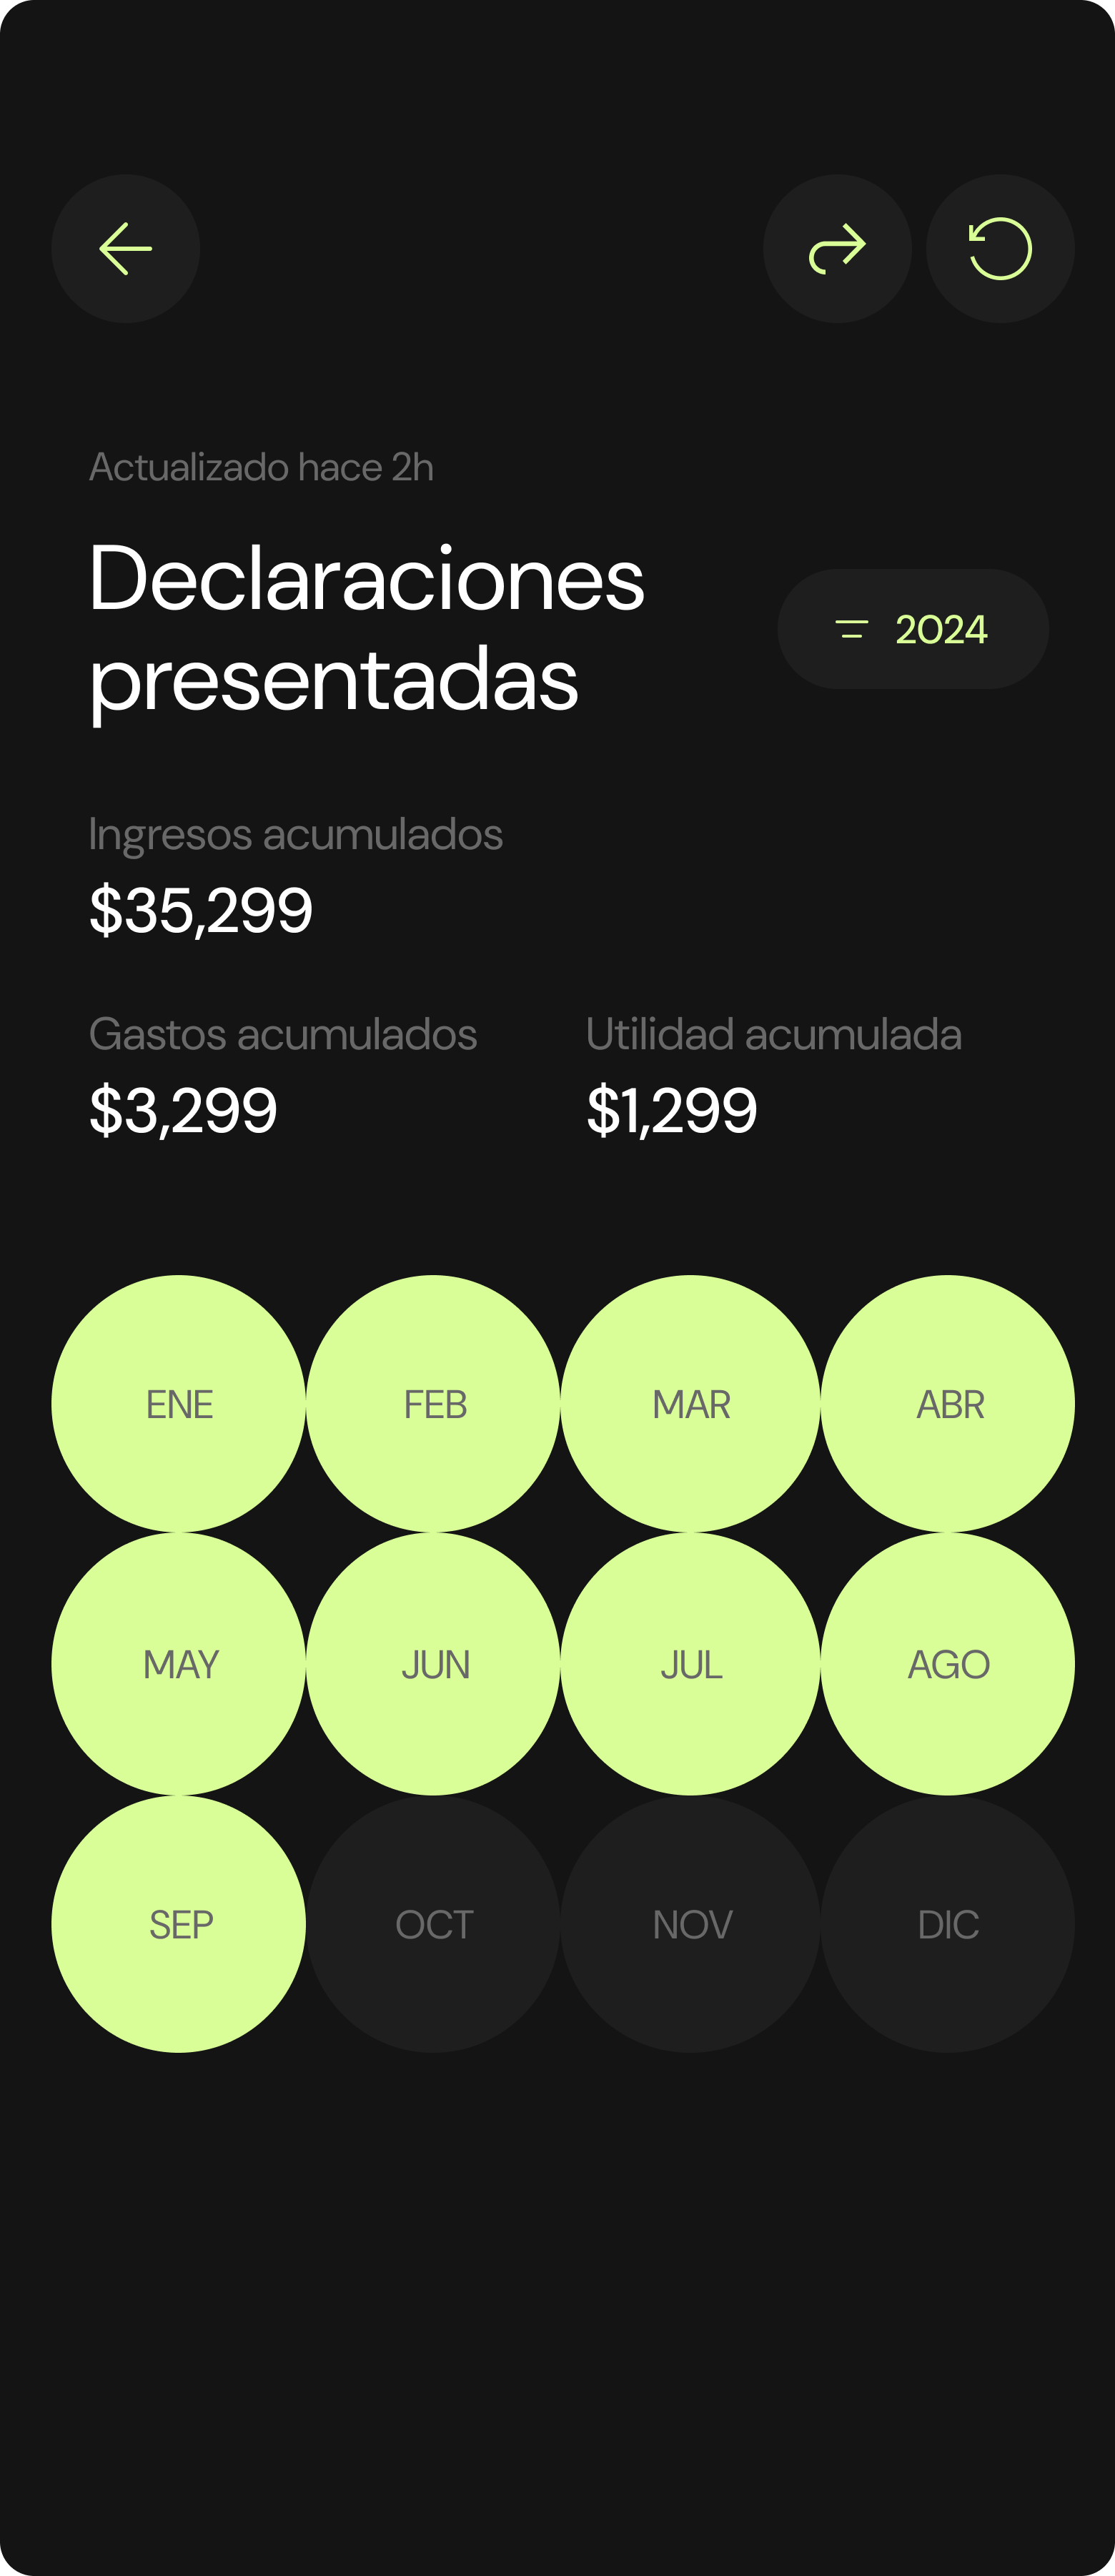 Actualizado hace 2h
Declaraciones
presentadas
2024
Ingresos acumulados
$35,299
Gastos acumulados
$3,299
Utilidad acumulada
$1,299
ENE
FEB
MAR
ABR
MAY
JUN
JUL
AGO
SEP
OCT
NOV
DIC